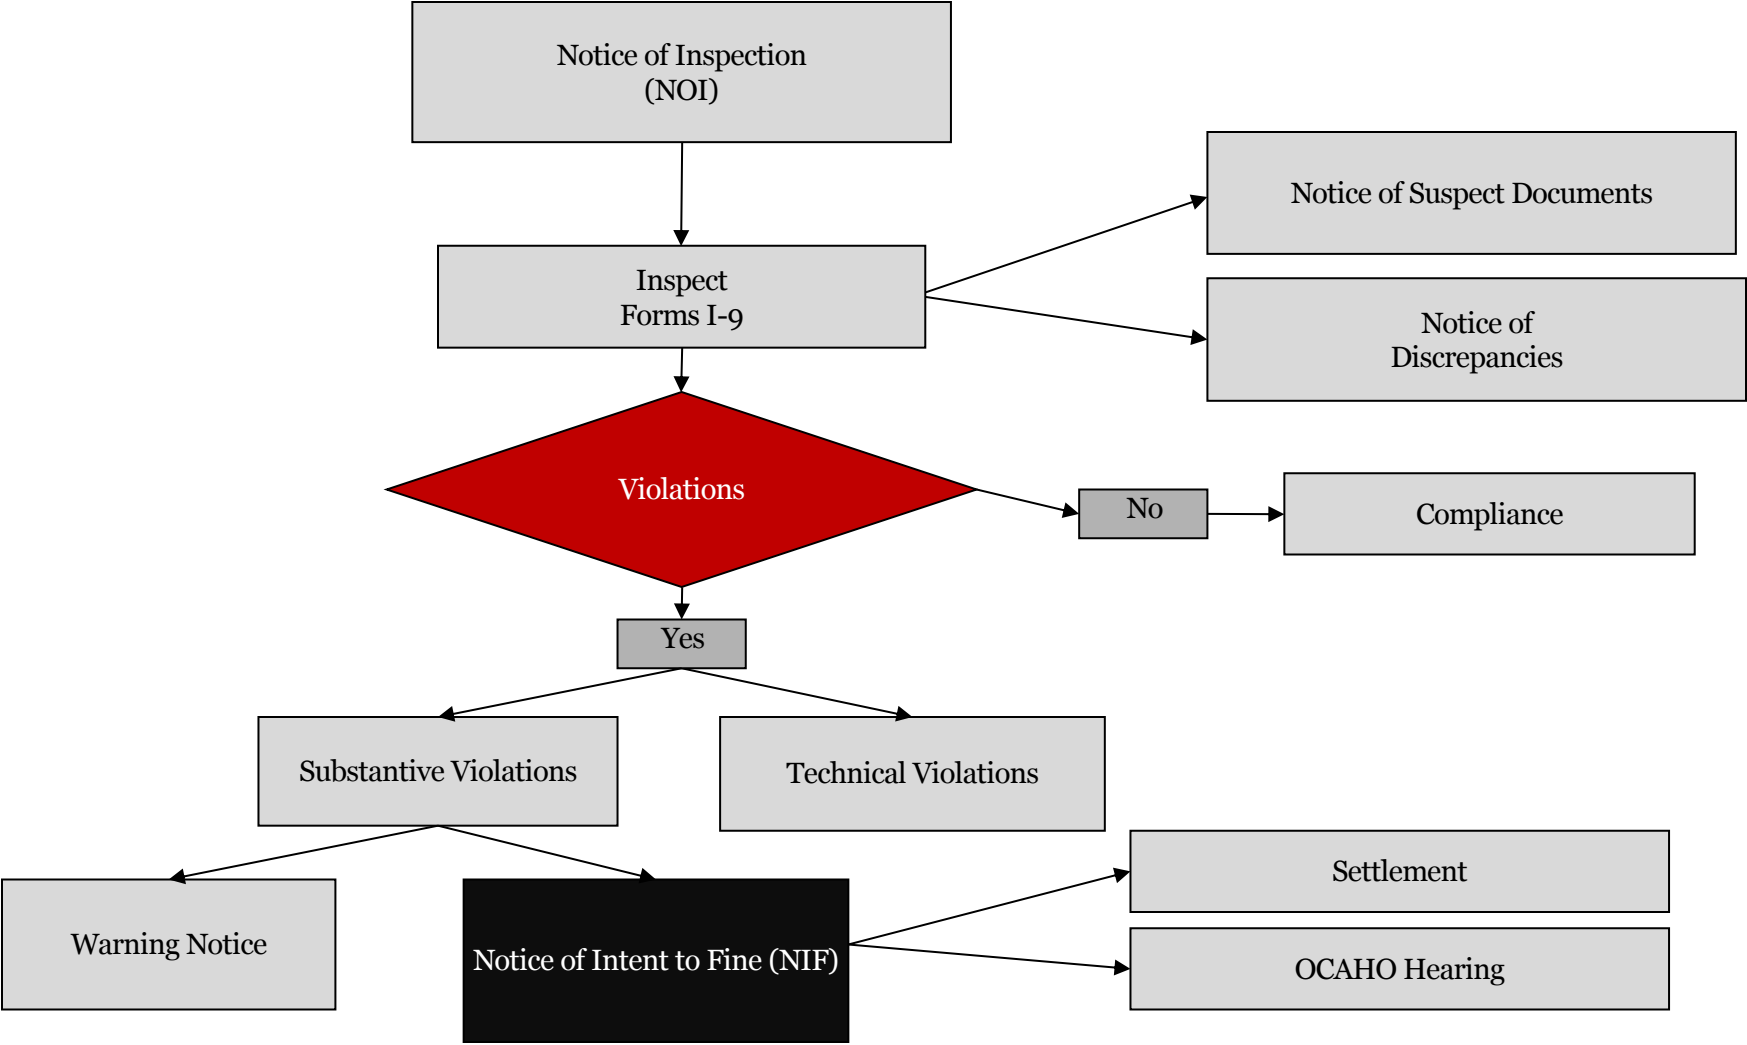 Notice of Inspection
(NOI)
Notice of Suspect Documents
Inspect
Forms I-9
Notice of
Discrepancies
Violations
No
Compliance
Yes
Substantive Violations
Technical Violations
Settlement
Warning Notice
Notice of Intent to Fine (NIF)
OCAHO Hearing